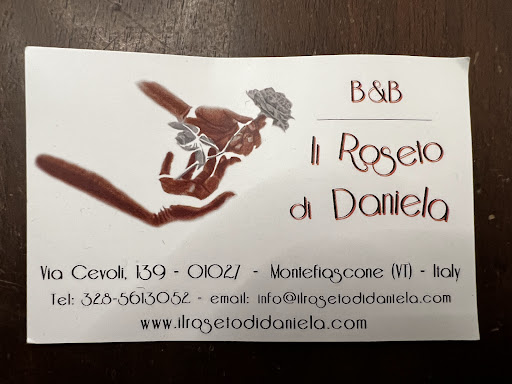 B&B
Il Roseto
di Daniela
Via Cevoli, 139 - 01027 - Montefiascone (VT) - Italy
Tel: 328-5613052 - email: info@ilrosetodidaniela.com
www.ilrosetodidaniela.com